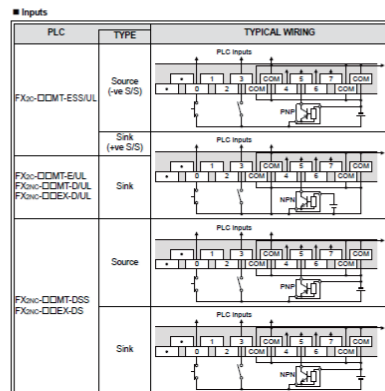 ■ Inputs
PLC TYPE TYPICAL WIRING
FX2C-□□MT-ESS/UL
Source
(-ve S/S)
PLC Inputs
• 1 3 COM 5 7 COM
• 0 2 COM 4 6 COM
PNP
Sink
(+ve S/S)
FX2C-□□MT-E/UL
FX2NC-□□MT-D/UL
FX2NC-□□EX-D/UL
Sink
PLC Inputs
• 1 3 COM 5 7 COM
• 0 2 COM 4 6 COM
NPN
FX2NC-□□MT-DSS
FX2NC-□□EX-DS
Source
PLC Inputs
• 1 3 COM 5 7 COM
• 0 2 COM 4 6 COM
PNP
Sink
PLC Inputs
• 1 3 COM 5 7 COM
• 0 2 COM 4 6 COM
NPN